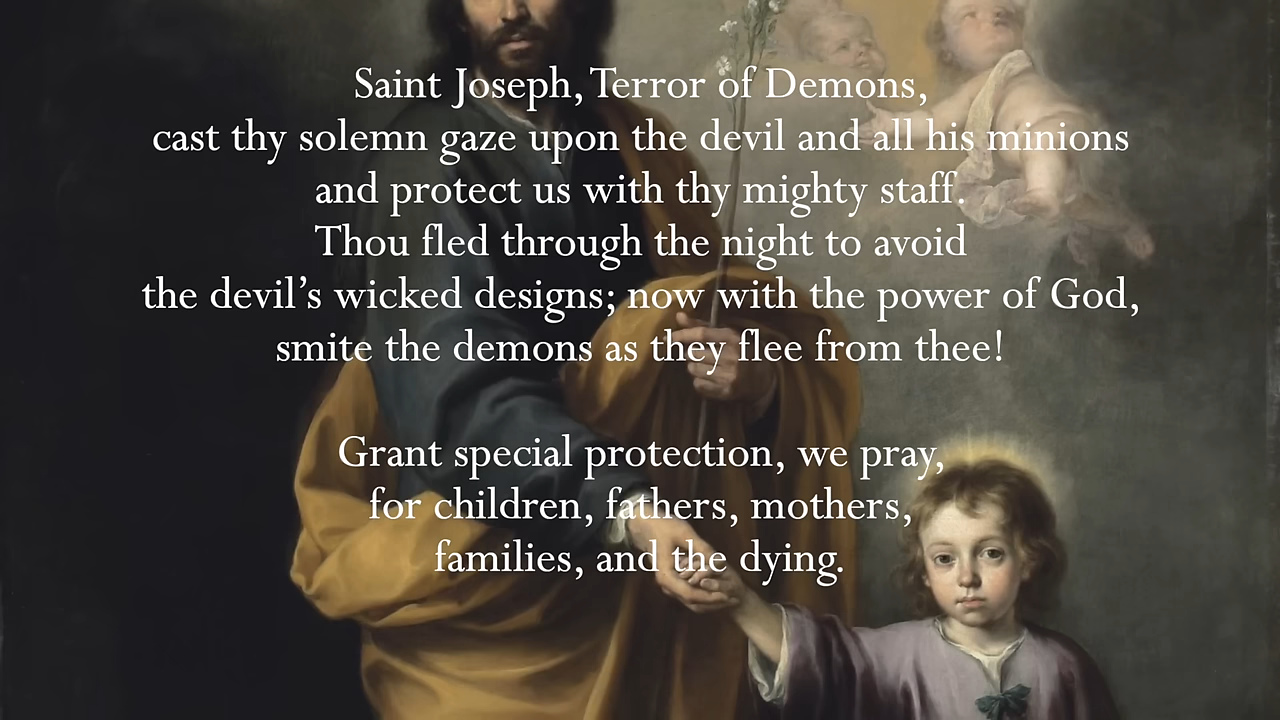 Saint Joseph, Terror of Demons,
cast thy solemn gaze upon the devil and all his minions
and protect us with thy mighty staff.
Thou fled through the night to avoid
the devil’s wicked designs; now with the power of God,
smite the demons as they flee from thee!
Grant special protection, we pray,
for children, fathers, mothers,
families, and the dying.